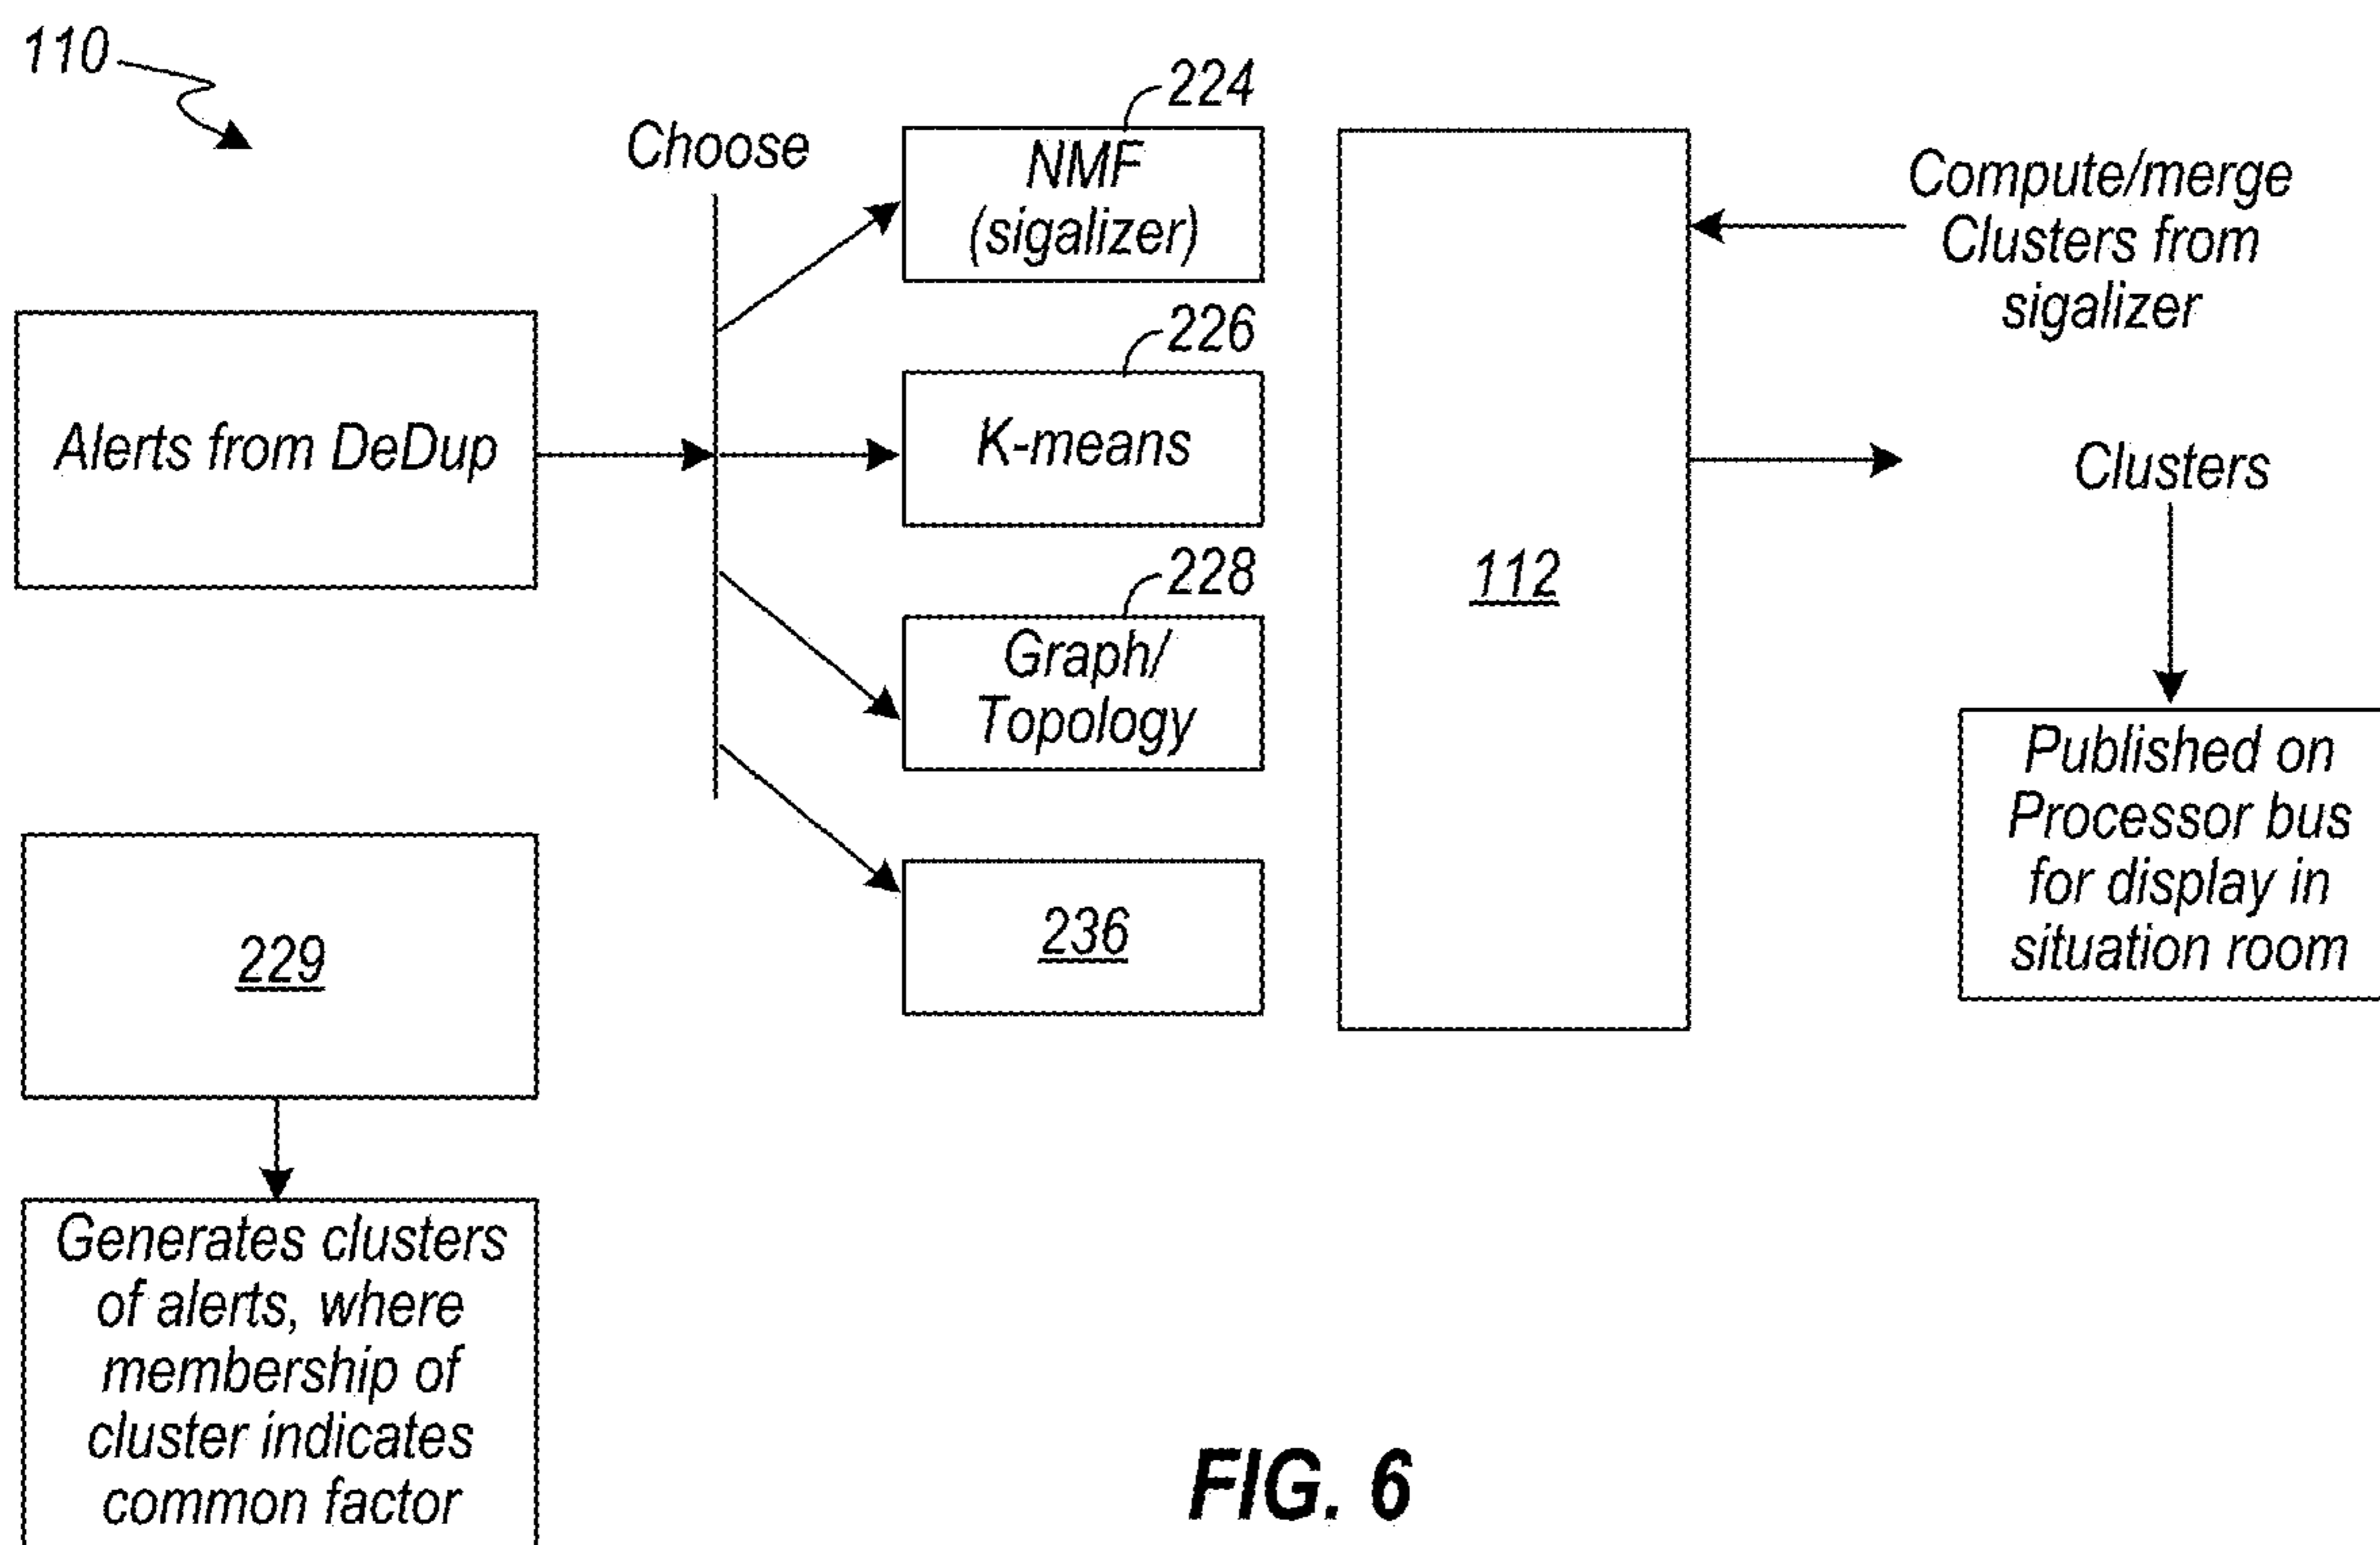 110
Choose
224
NMF
(sigalizer)
226
K-means
228
Graph/
Topology
236
Alerts from DeDup
229
Generates clusters
of alerts, where
membership of
cluster indicates
common factor
112
Compute/merge
Clusters from
sigalizer
Clusters
Published on
Processor bus
for display in
situation room
FIG. 6